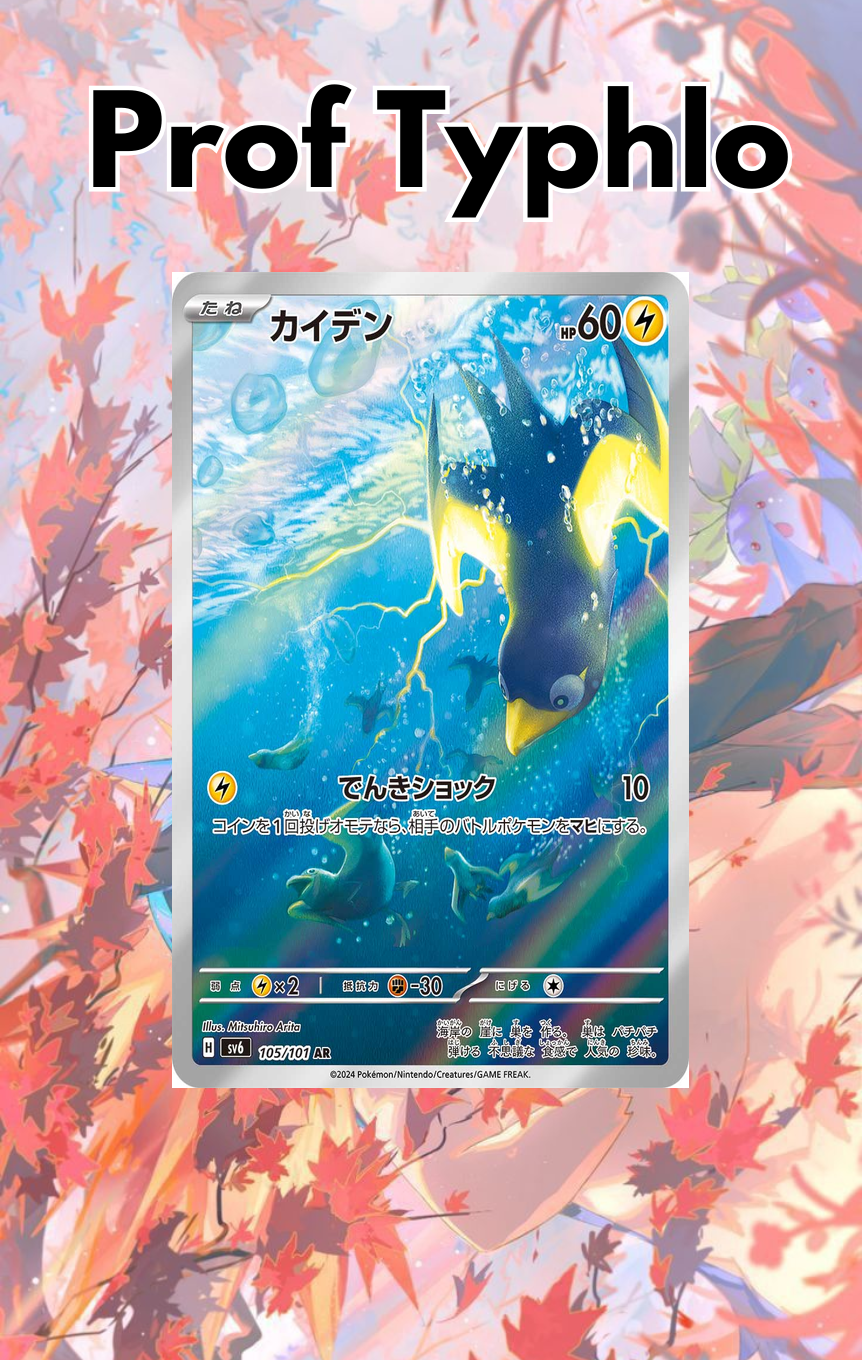 Prof Typhlo
たね カイデン HP60
でんきショック 10
コインを1回投げオモテなら、相手のバトルポケモンをマヒにする。
弱点 ×2 抵抗力 -30 にげる
Illus. Mitsuhiro Arita
海岸の 崖に 巣を 作る。 巣は パチパチ
弾ける 不思議な 食感で 人気の 珍味。
H sv6 105/101 AR
©2024 Pokémon/Nintendo/Creatures/GAME FREAK.